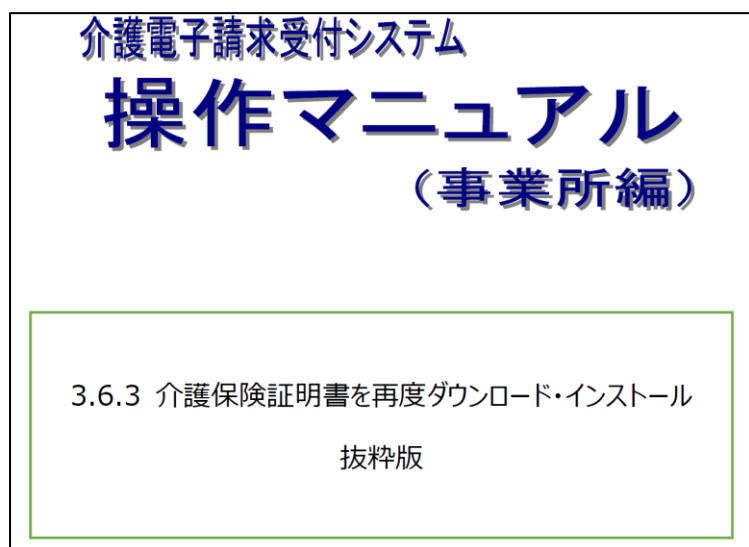 介護電子請求受付システム
操作マニュアル
（事業所編）
3.6.3 介護保険証明書を再度ダウンロード・インストール
抜粋版